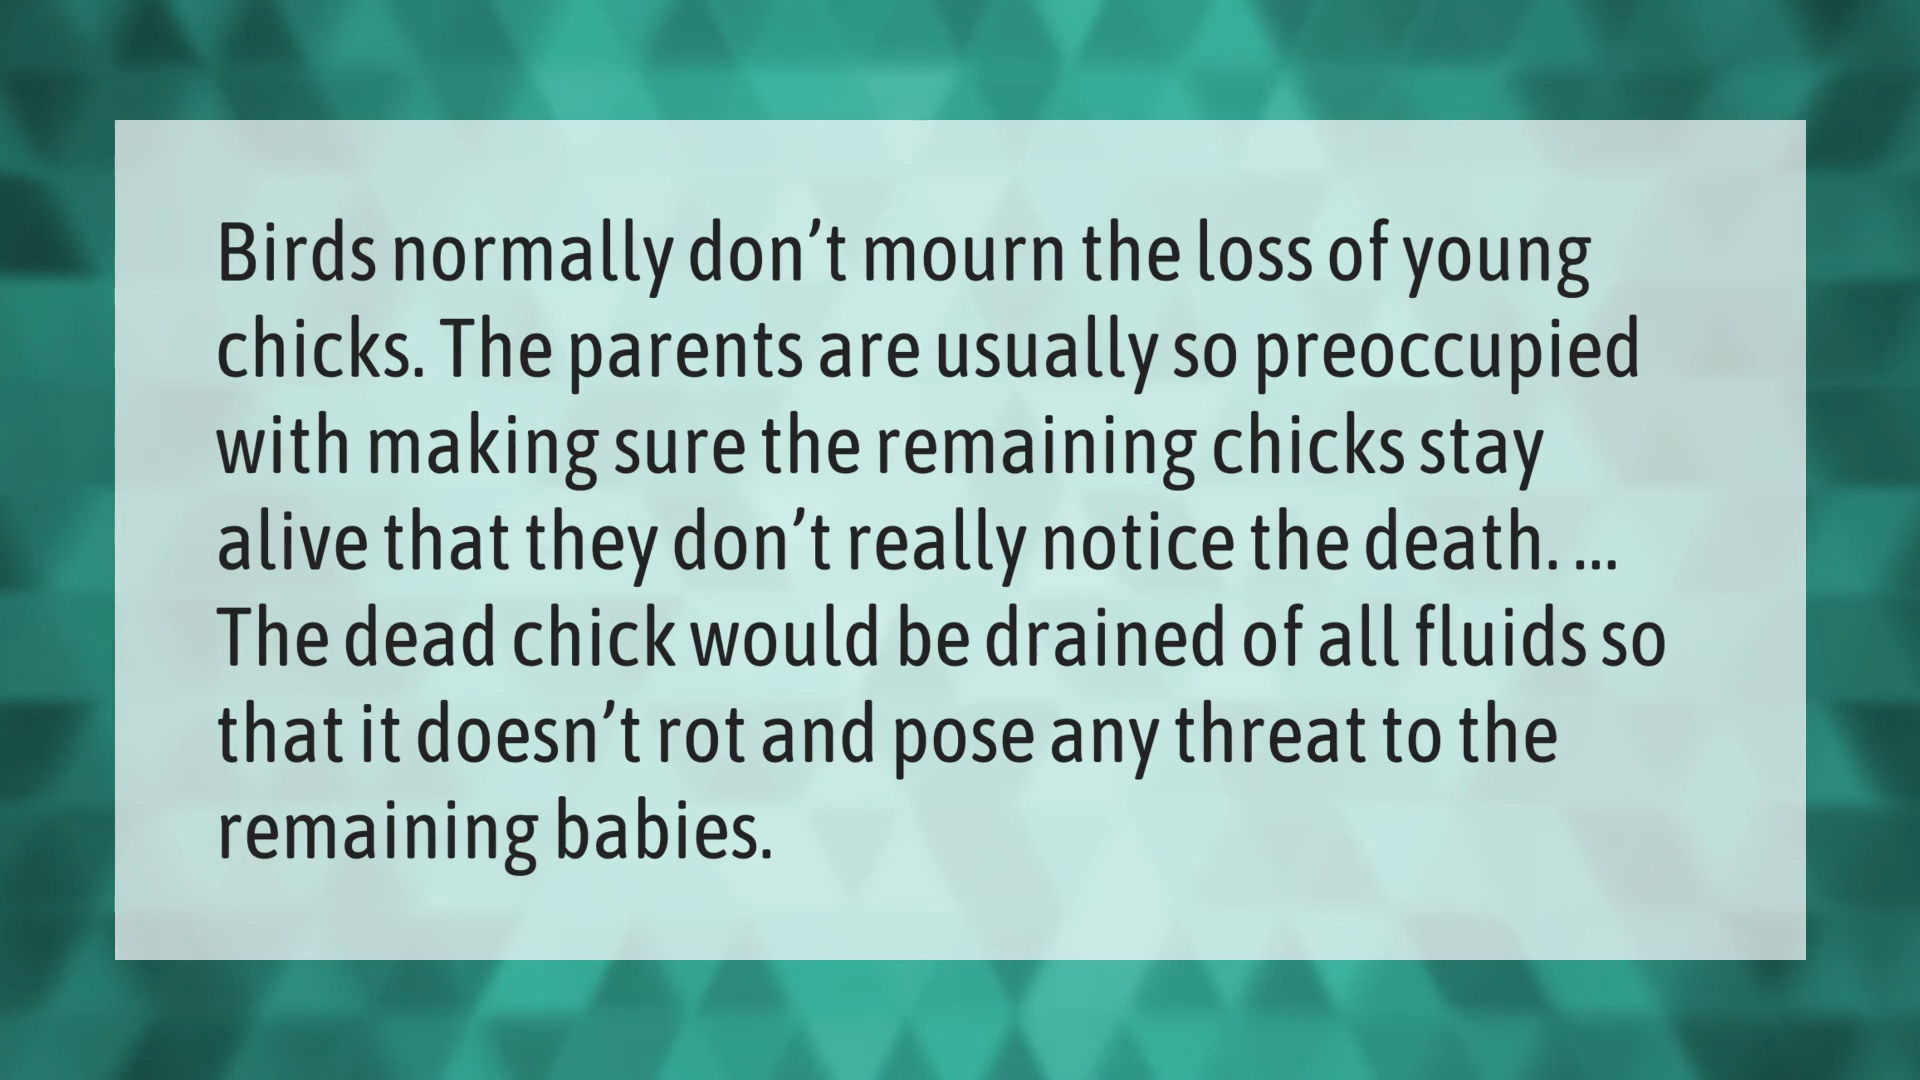 Birds normally don’t mourn the loss of young
chicks. The parents are usually so preoccupied
with making sure the remaining chicks stay
alive that they don’t really notice the death. ...
The dead chick would be drained of all fluids so
that it doesn’t rot and pose any threat to the
remaining babies.